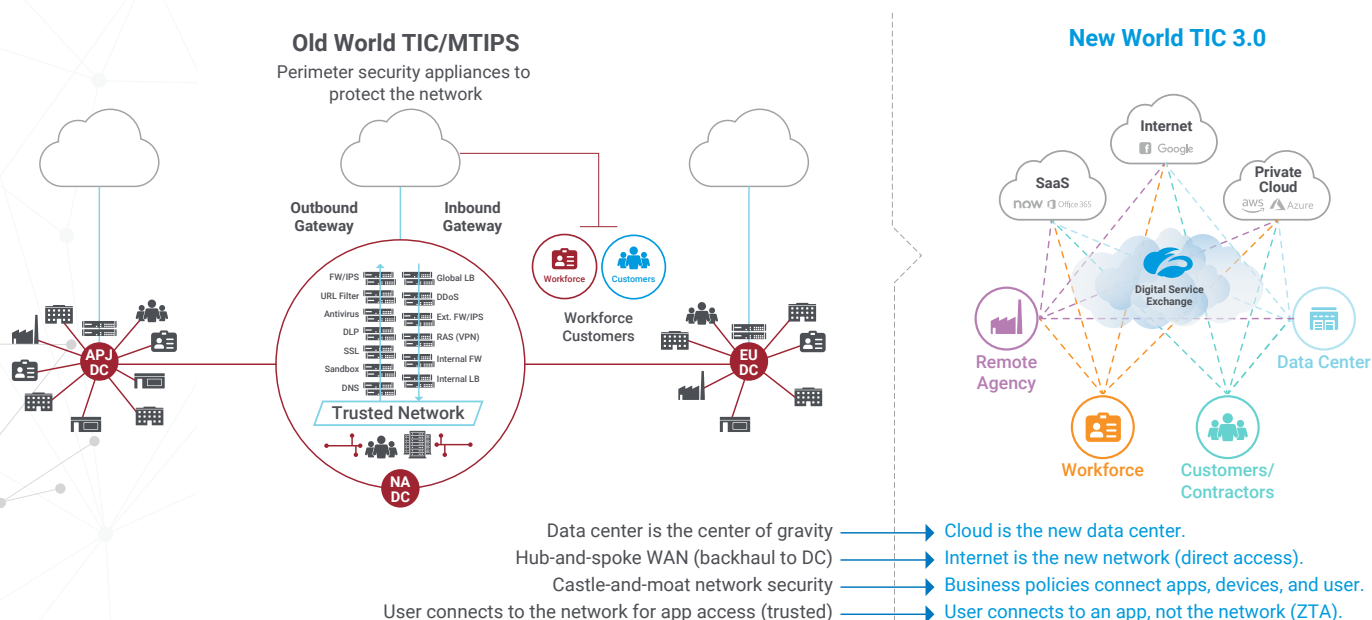 Old World TIC/MTIPS
Perimeter security appliances to
protect the network
New World TIC 3.0
Outbound
Gateway
Inbound
Gateway
FW/IPS
URL Filter
Antivirus
DLP
SSL
Sandbox
DNS
Global LB
DDoS
Ext. FW/IPS
RAS (VPN)
Internal FW
Internal LB
Trusted Network
NA
DC
APJ
DC
EU
DC
Workforce
Customers
Workforce
Customers
Internet
Google
SaaS
now Office 365
Private
Cloud
aws Azure
Digital Service
Exchange
Remote
Agency
Data Center
Workforce
Customers/
Contractors
Data center is the center of gravity
Cloud is the new data center.
Hub-and-spoke WAN (backhaul to DC)
Internet is the new network (direct access).
Castle-and-moat network security
Business policies connect apps, devices, and user.
User connects to the network for app access (trusted)
User connects to an app, not the network (ZTA).